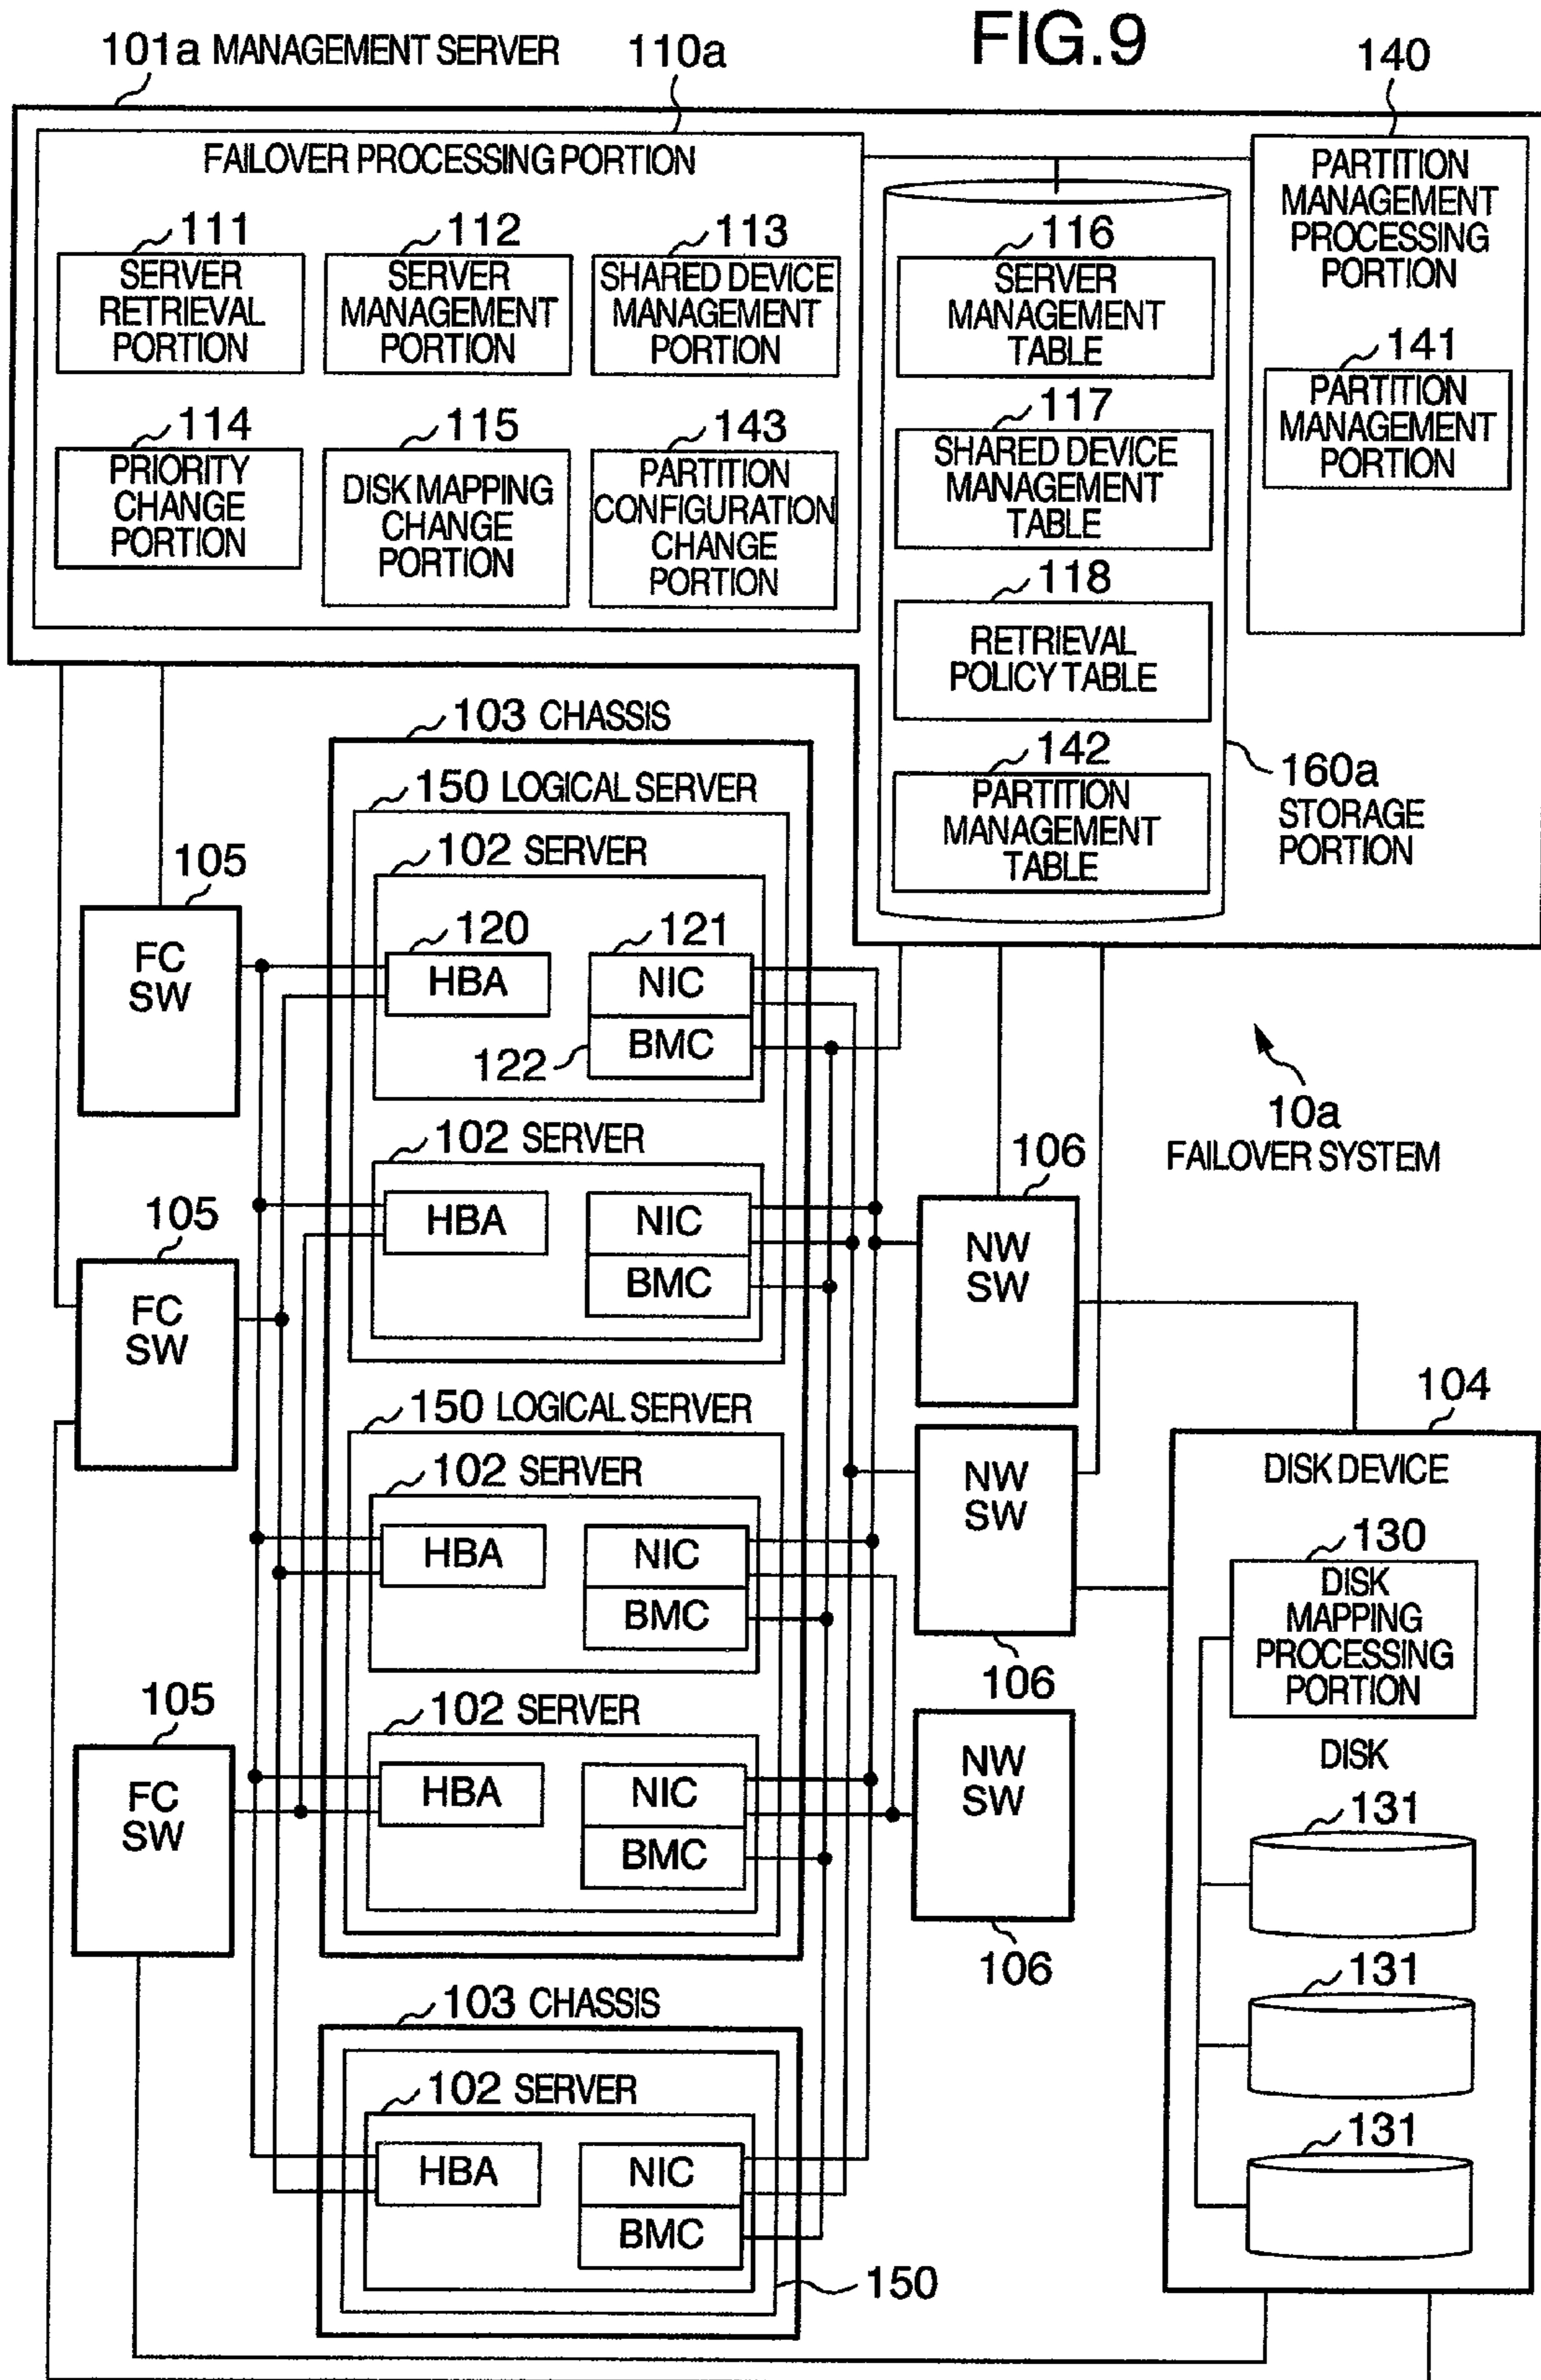 FIG.9
101a MANAGEMENT SERVER
110a
140
FAILOVER PROCESSING PORTION
111
SERVER
RETRIEVAL
PORTION
112
SERVER
MANAGEMENT
PORTION
113
SHARED DEVICE
MANAGEMENT
PORTION
114
PRIORITY
CHANGE
PORTION
115
DISK MAPPING
CHANGE
PORTION
143
PARTITION
CONFIGURATION
CHANGE
PORTION
116
SERVER
MANAGEMENT
TABLE
117
SHARED DEVICE
MANAGEMENT
TABLE
118
RETRIEVAL
POLICY TABLE
142
PARTITION
MANAGEMENT
TABLE
PARTITION
MANAGEMENT
PROCESSING
PORTION
141
PARTITION
MANAGEMENT
PORTION
160a
STORAGE
PORTION
103 CHASSIS
150 LOGICAL SERVER
102 SERVER
120
HBA
121
NIC
BMC
122
102 SERVER
HBA
NIC
BMC
150 LOGICAL SERVER
102 SERVER
HBA
NIC
BMC
102 SERVER
HBA
NIC
BMC
103 CHASSIS
102 SERVER
HBA
NIC
BMC
150
105
FC
SW
105
FC
SW
105
FC
SW
10a
FAILOVER SYSTEM
106
NW
SW
NW
SW
106
NW
SW
106
104
DISK DEVICE
130
DISK
MAPPING
PROCESSING
PORTION
DISK
131
131
131